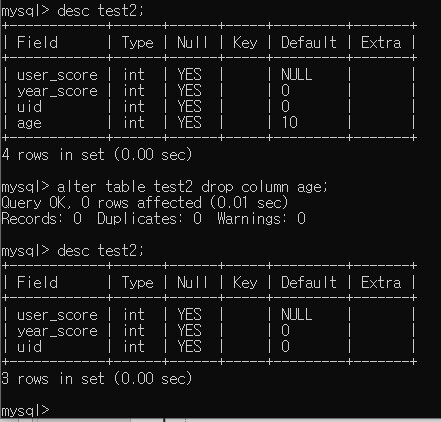 mysql> desc test2;
+------------+------+------+-----+---------+-------+
| Field      | Type | Null | Key | Default | Extra |
+------------+------+------+-----+---------+-------+
| user_score | int  | YES  |     | NULL    |       |
| year_score | int  | YES  |     | 0       |       |
| uid        | int  | YES  |     | 0       |       |
| age        | int  | YES  |     | 10      |       |
+------------+------+------+-----+---------+-------+
4 rows in set (0.00 sec)
mysql> alter table test2 drop column age;
Query OK, 0 rows affected (0.01 sec)
Records: 0  Duplicates: 0  Warnings: 0
mysql> desc test2;
+------------+------+------+-----+---------+-------+
| Field      | Type | Null | Key | Default | Extra |
+------------+------+------+-----+---------+-------+
| user_score | int  | YES  |     | NULL    |       |
| year_score | int  | YES  |     | 0       |       |
| uid        | int  | YES  |     | 0       |       |
+------------+------+------+-----+---------+-------+
3 rows in set (0.00 sec)
mysql>